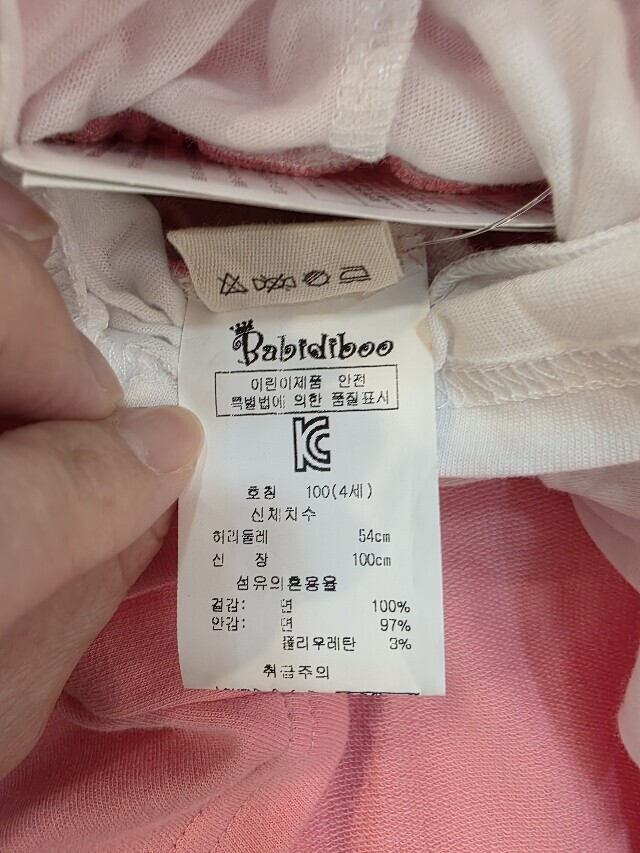 Babidiboo
어린이제품 안전
특별법에 의한 품질표시
KC
호칭 100(4세)
신체치수
허리둘레 54cm
신 장 100cm
섬유의혼용율
겉감: 면 100%
안감: 면 97%
폴리우레탄 3%
취급주의